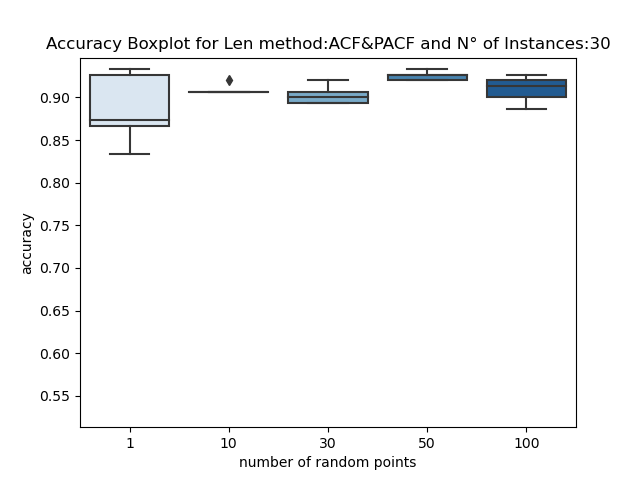 Accuracy Boxplot for Len method:ACF&PACF and N° of Instances:30
0.90
0.85
0.80
0.75
0.70
0.65
0.60
0.55
accuracy
1 10 30 50 100
number of random points